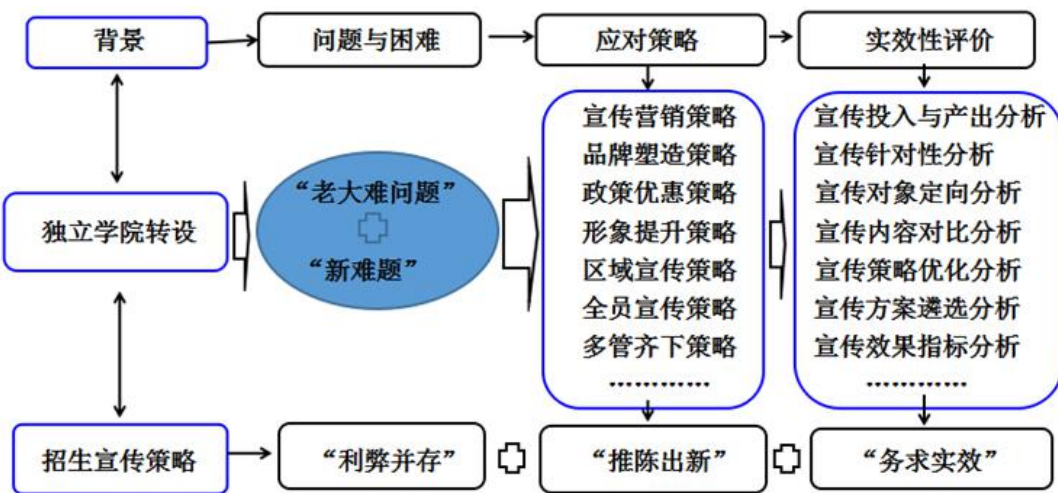 背景
问题与困难
应对策略
实效性评价
独立学院转设
“老大难问题”
“新难题”
宣传营销策略
品牌塑造策略
政策优惠策略
形象提升策略
区域宣传策略
全员宣传策略
多管齐下策略
…………
宣传投入与产出分析
宣传针对性分析
宣传对象定向分析
宣传内容对比分析
宣传策略优化分析
宣传方案遴选分析
宣传效果指标分析
…………
招生宣传策略
“利弊并存”
“推陈出新”
“务求实效”